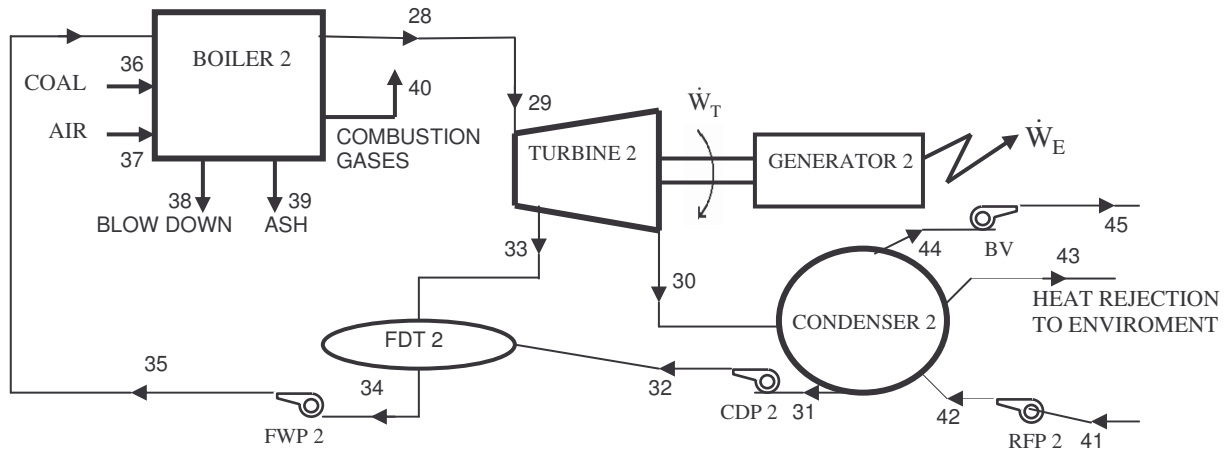 28
BOILER 2
36
COAL
40
29
AIR
37
COMBUSTION
GASES
38
39
BLOW DOWN
ASH
TURBINE 2
ẆT
GENERATOR 2
ẆE
33
30
44
BV
45
43
HEAT REJECTION
TO ENVIROMENT
CONDENSER 2
FDT 2
35
34
32
31
42
41
FWP 2
CDP 2
RFP 2